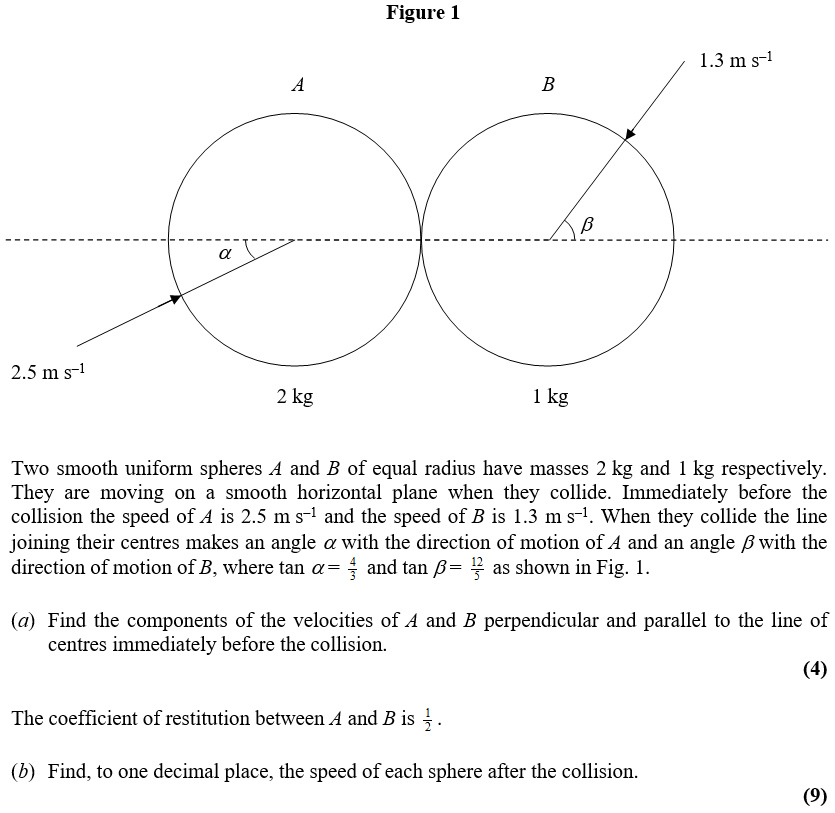 Figure 1
1.3 m s⁻¹
A
B
β
α
2.5 m s⁻¹
2 kg
1 kg
Two smooth uniform spheres A and B of equal radius have masses 2 kg and 1 kg respectively.
They are moving on a smooth horizontal plane when they collide. Immediately before the
collision the speed of A is 2.5 m s⁻¹ and the speed of B is 1.3 m s⁻¹. When they collide the line
joining their centres makes an angle α with the direction of motion of A and an angle β with the
direction of motion of B, where tan α = 4/3 and tan β = 12/5 as shown in Fig. 1.
(a) Find the components of the velocities of A and B perpendicular and parallel to the line of
centres immediately before the collision.
(4)
The coefficient of restitution between A and B is 1/2.
(b) Find, to one decimal place, the speed of each sphere after the collision.
(9)